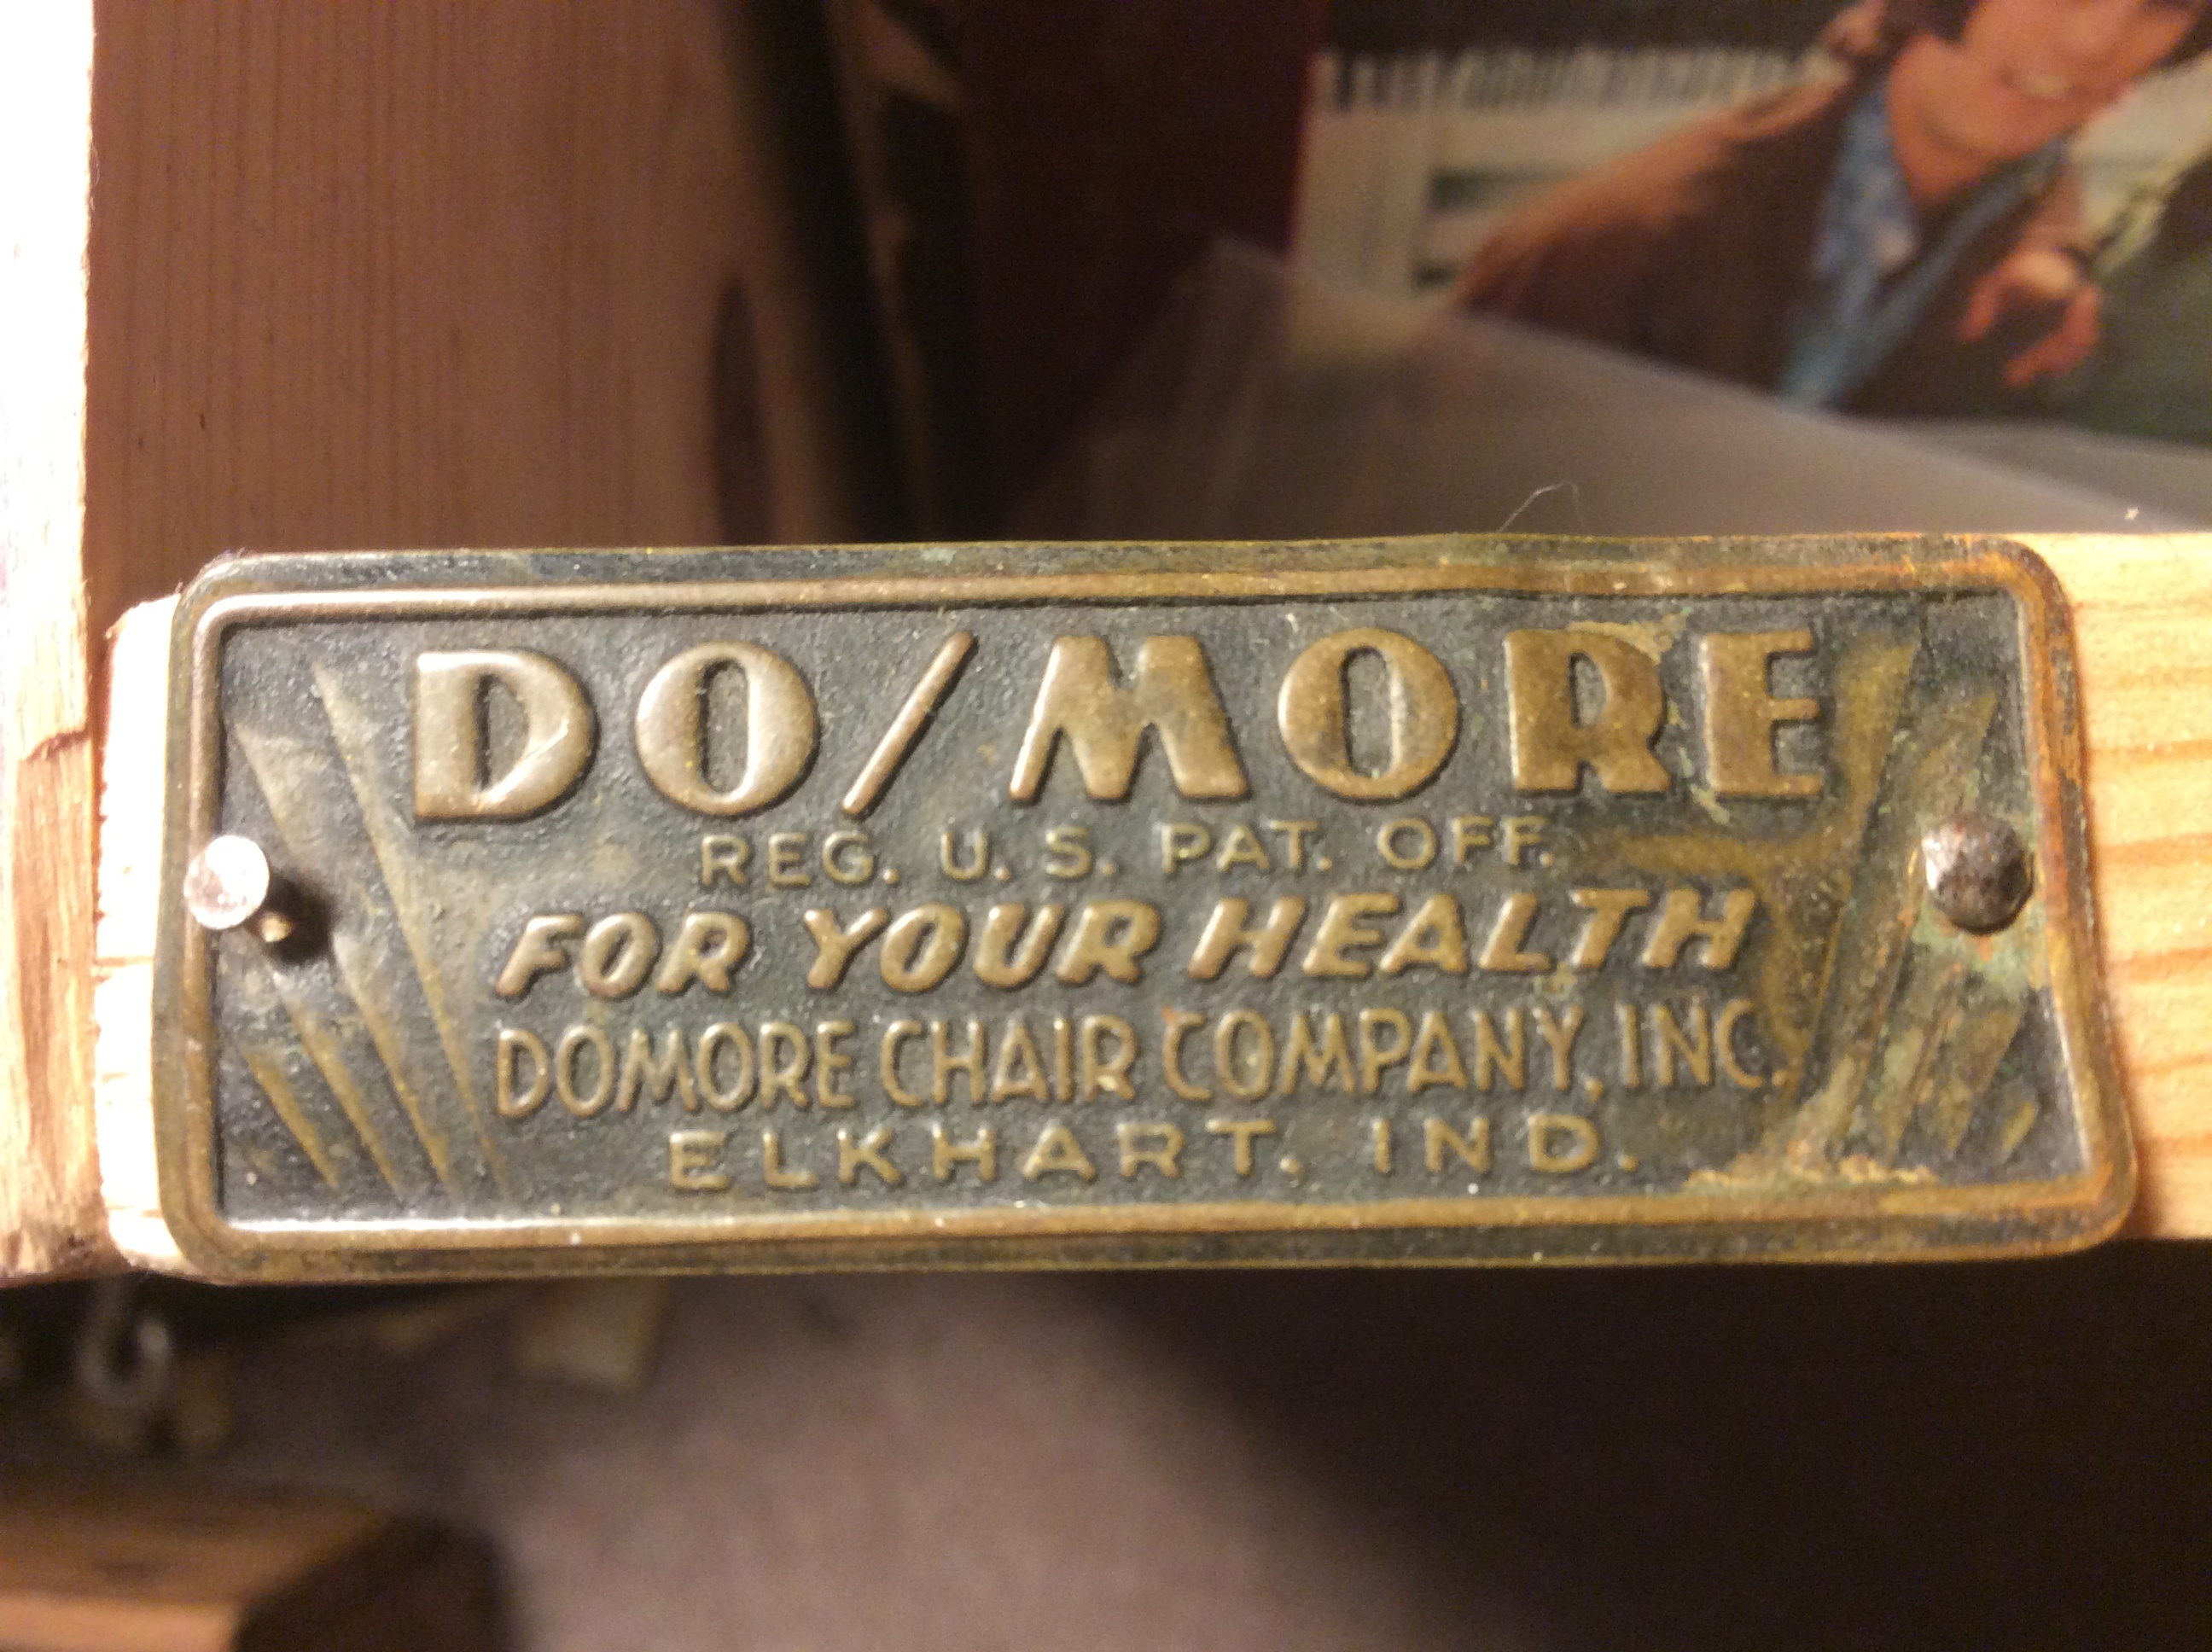 DO/MORE
REG. U. S. PAT. OFF.
FOR YOUR HEALTH
DOMORE CHAIR COMPANY, INC.
ELKHART, IND.